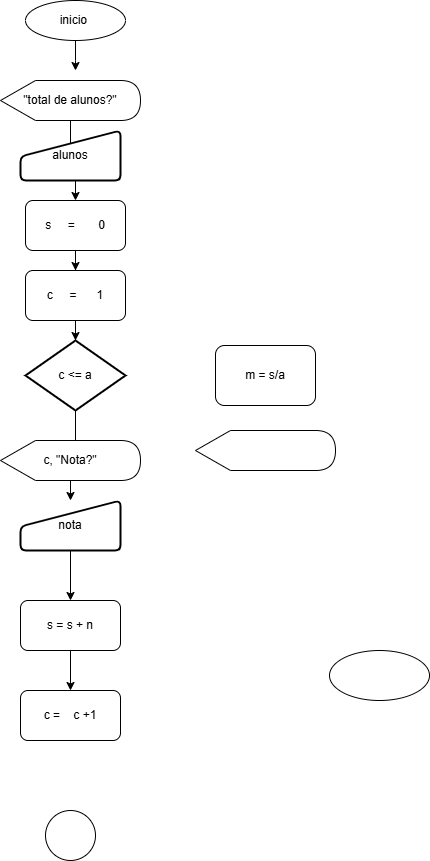 inicio
"total de alunos?"
alunos
s = 0
c = 1
c <= a
m = s/a
c, "Nota?"
nota
s = s + n
c = c +1